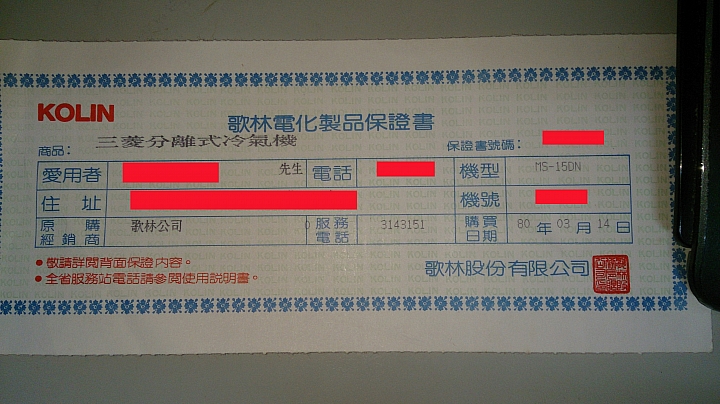 KOLIN
歌林電化製品保證書
商品: 三菱分離式冷氣機
保證書號碼:
愛用者 先生 電話 機型 MS-15DN
住址 機號
原購經銷商 歌林公司 0 服務電話 3143151 購買日期 80 年 03 月 14 日
●敬請詳閱背面保證內容。
●全省服務站電話請參閱使用說明書。
歌林股份有限公司